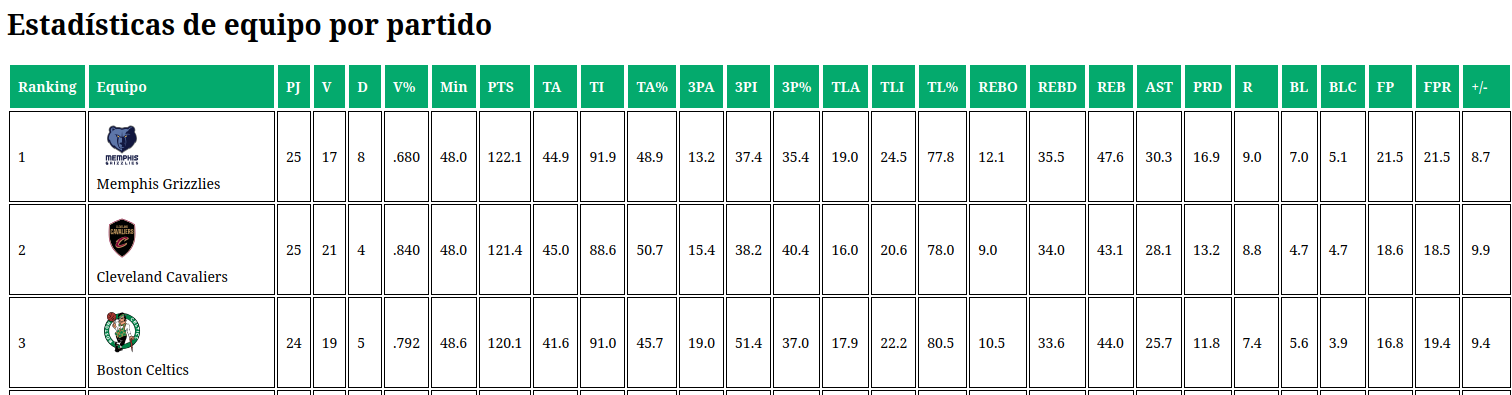 Estadísticas de equipo por partido
Ranking Equipo PJ V D V% Min PTS TA TI TA% 3PA 3PI 3P% TLA TLI TL% REBO REBD REB AST PRD R BL BLC FP FPR +/-
MEMPHIS
GRIZZLIES
1 Memphis Grizzlies 25 17 8 .680 48.0 122.1 44.9 91.9 48.9 13.2 37.4 35.4 19.0 24.5 77.8 12.1 35.5 47.6 30.3 16.9 9.0 7.0 5.1 21.5 21.5 8.7
CAVALIERS
2 Cleveland Cavaliers 25 21 4 .840 48.0 121.4 45.0 88.6 50.7 15.4 38.2 40.4 16.0 20.6 78.0 9.0 34.0 43.1 28.1 13.2 8.8 4.7 4.7 18.6 18.5 9.9
3 Boston Celtics 24 19 5 .792 48.6 120.1 41.6 91.0 45.7 19.0 51.4 37.0 17.9 22.2 80.5 10.5 33.6 44.0 25.7 11.8 7.4 5.6 3.9 16.8 19.4 9.4